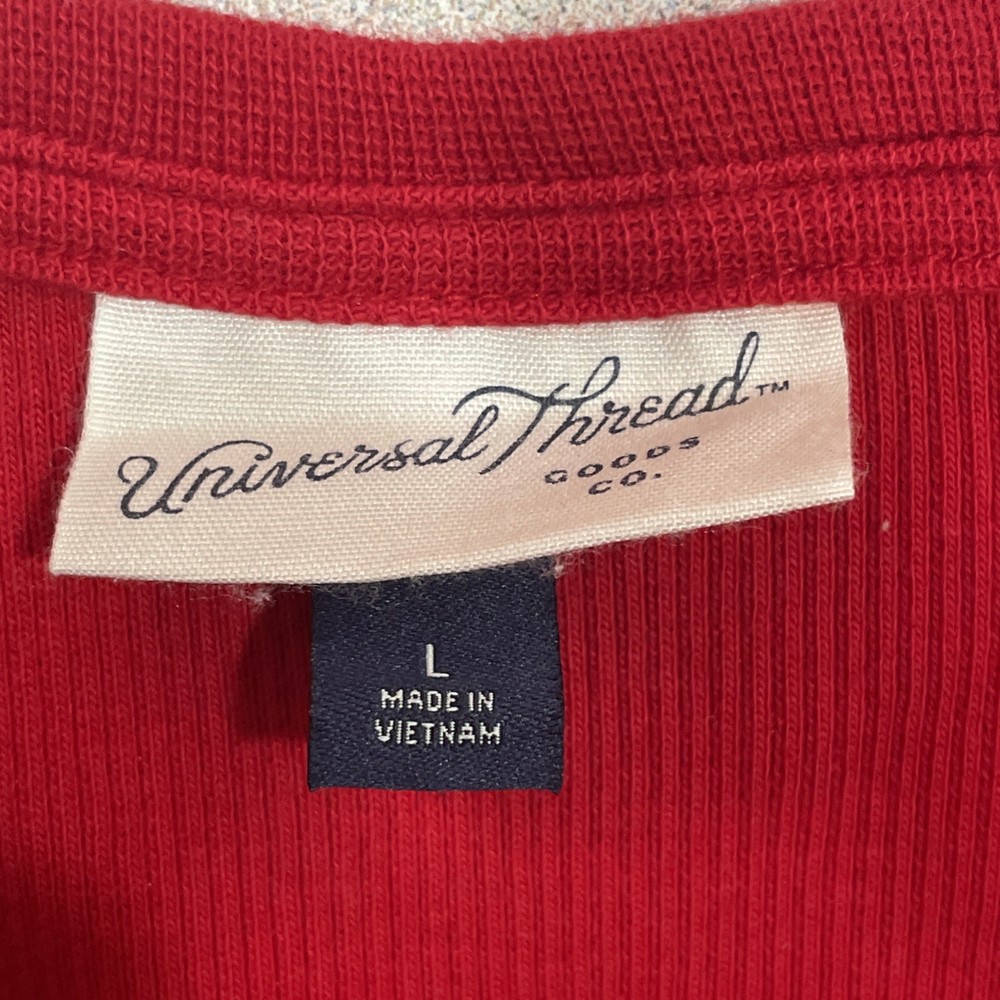 Universal Thread™
GOODS
CO.
L
MADE IN
VIETNAM